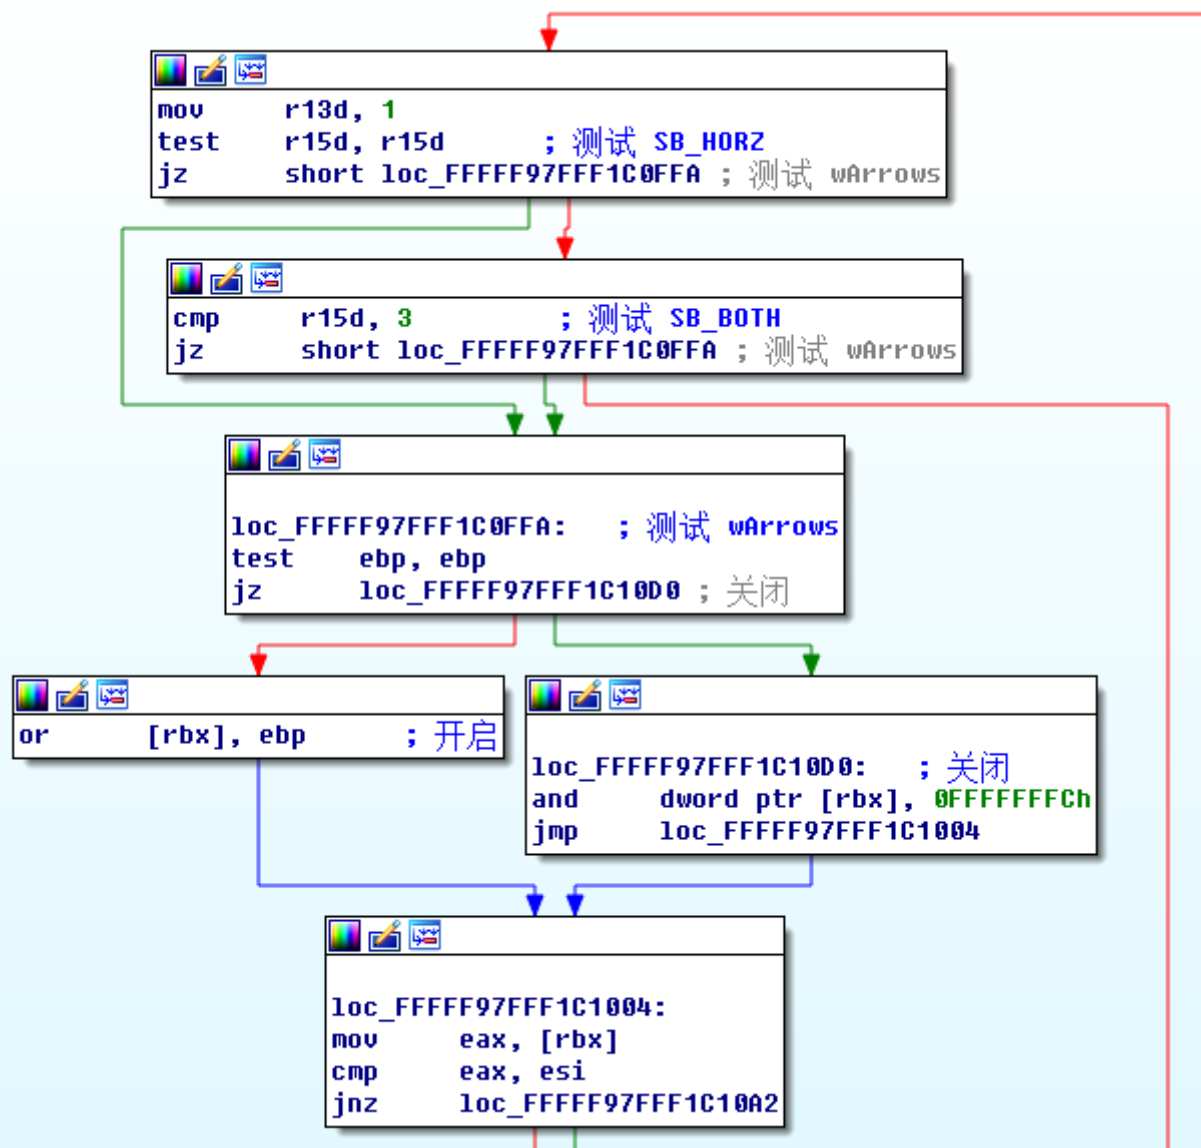 mov r13d, 1
test r15d, r15d ; 测试 SB_HORZ
jz short loc_FFFFF97FFF1C0FFA ; 测试 wArrows
cmp r15d, 3 ; 测试 SB_BOTH
jz short loc_FFFFF97FFF1C0FFA ; 测试 wArrows
loc_FFFFF97FFF1C0FFA: ; 测试 wArrows
test ebp, ebp
jz loc_FFFFF97FFF1C10D0 ; 关闭
or [rbx], ebp ; 开启
loc_FFFFF97FFF1C10D0: ; 关闭
and dword ptr [rbx], 0FFFFFFFCh
jmp loc_FFFFF97FFF1C1004
loc_FFFFF97FFF1C1004:
mov eax, [rbx]
cmp eax, esi
jnz loc_FFFFF97FFF1C10A2